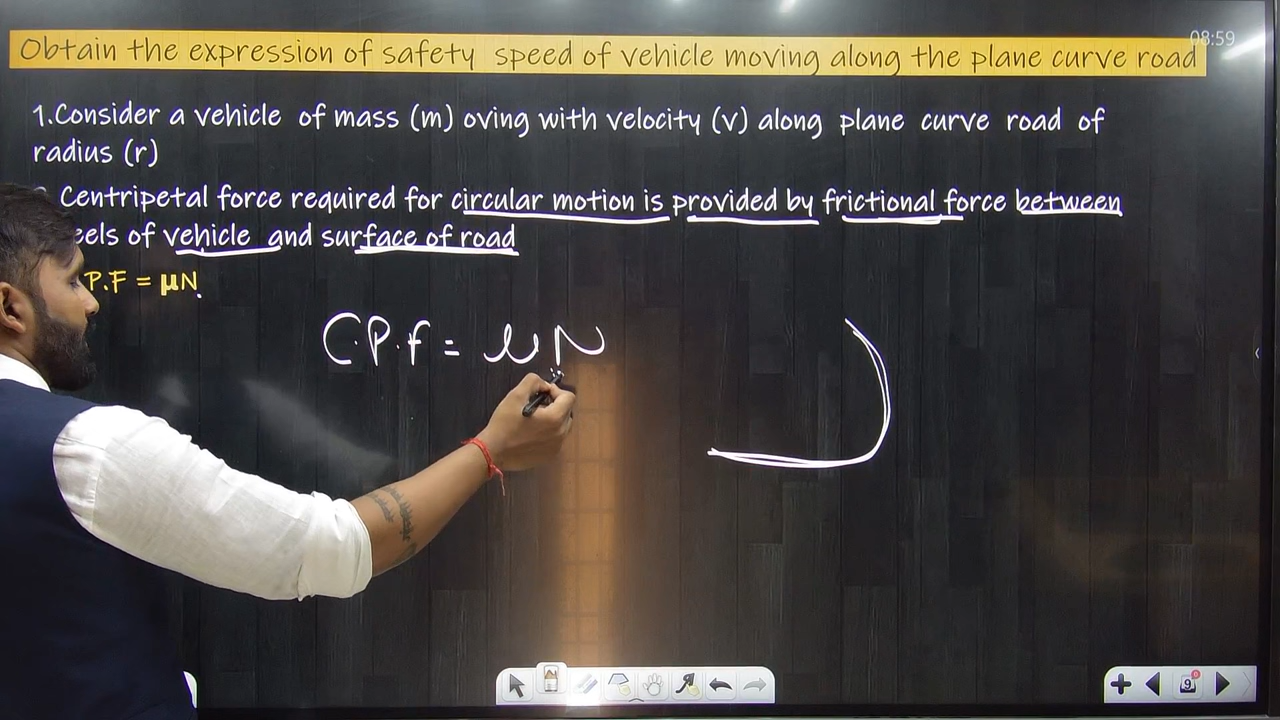 08:59
Obtain the expression of safety speed of vehicle moving along the plane curve road
1.Consider a vehicle of mass (m) oving with velocity (v) along plane curve road of
radius (r)
Centripetal force required for circular motion is provided by frictional force between
eels of vehicle and surface of road
P.F = μN
C.P.f = μN
9